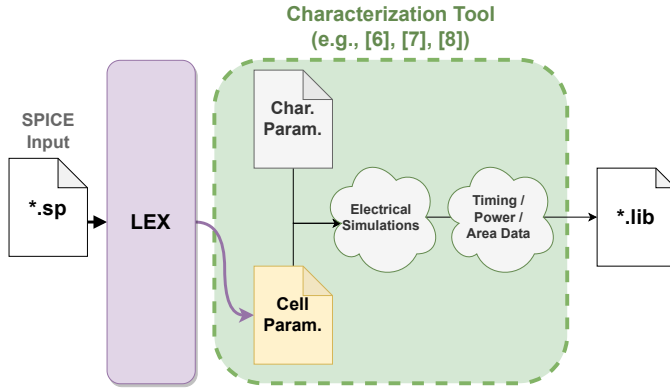 Characterization Tool
(e.g., [6], [7], [8])
SPICE
Input
*.sp
LEX
Char.
Param.
Cell
Param.
Electrical
Simulations
Timing /
Power /
Area Data
*.lib